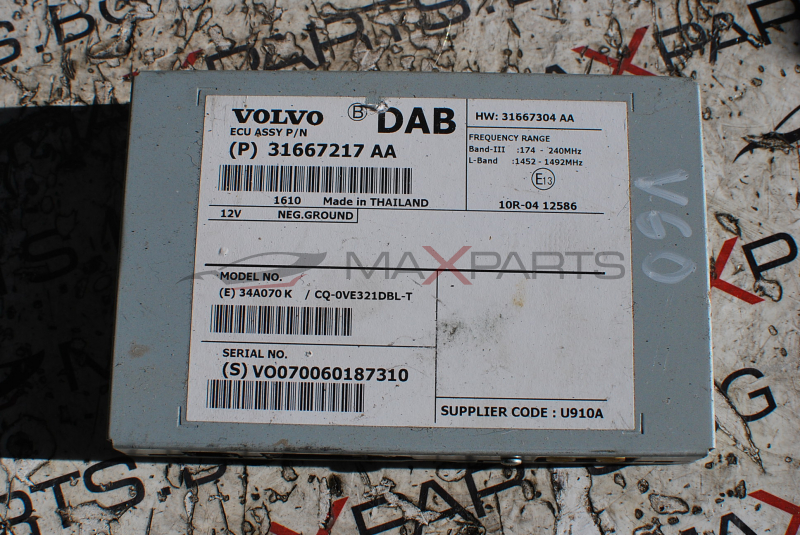 VOLVO B DAB
ECU ASSY P/N
(P) 31667217 AA
1610 Made in THAILAND
12V NEG.GROUND
HW: 31667304 AA
FREQUENCY RANGE
Band-III :174 - 240MHz
L-Band :1452 - 1492MHz
E13
10R-04 12586
MAXPARTS
MODEL NO.
(E) 34A070 K / CQ-0VE321DBL-T
SERIAL NO.
(S) VO070060187310
SUPPLIER CODE : U910A
V60